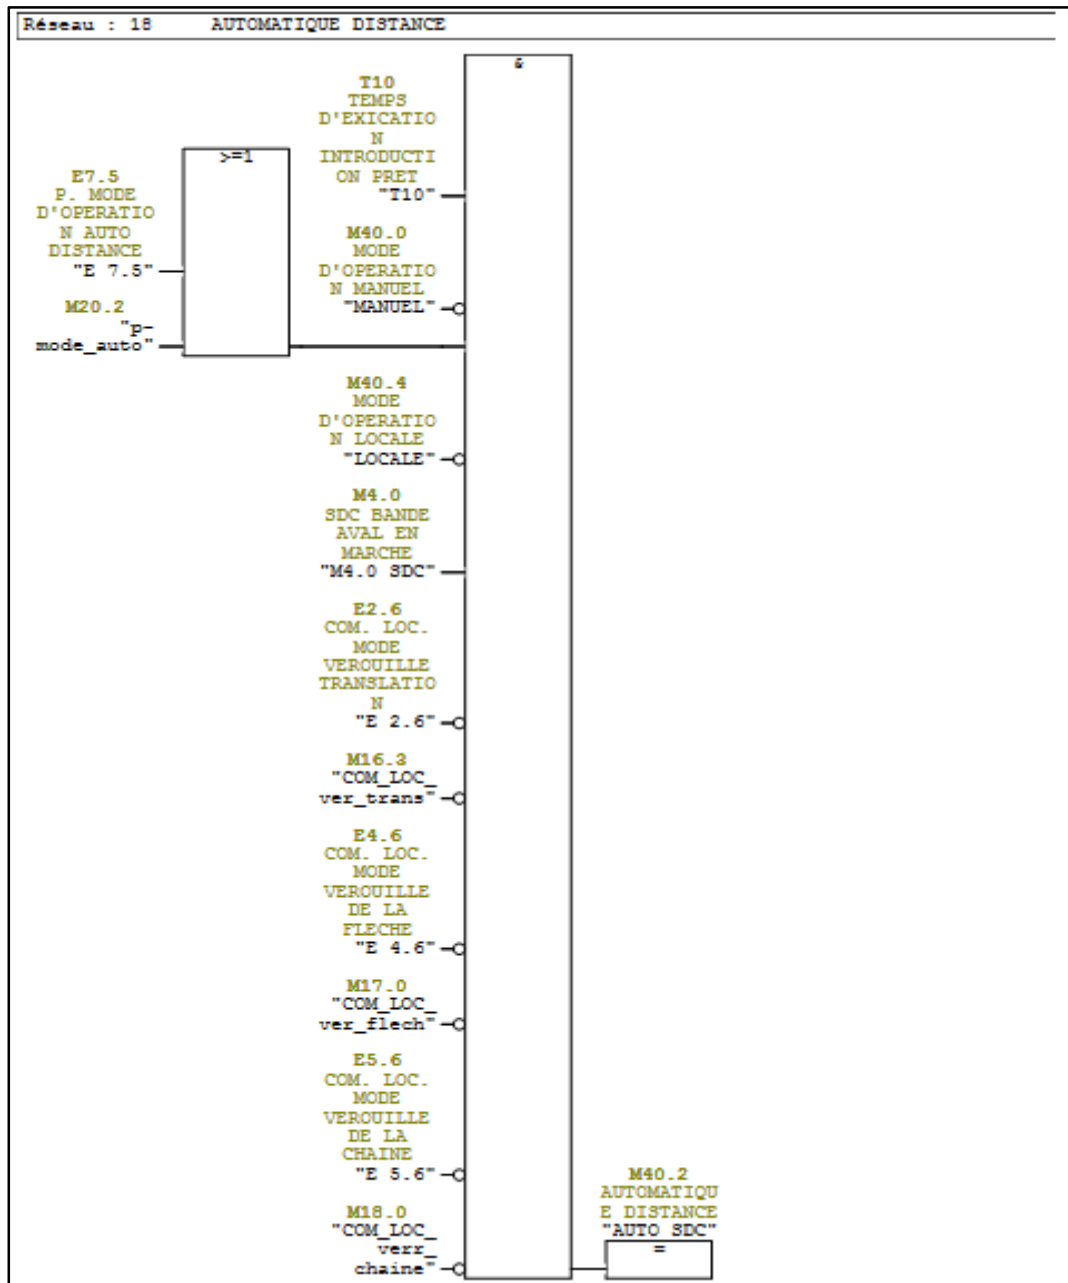 Réseau : 18 AUTOMATIQUE DISTANCE
&
T10
TEMPS
D'EXICATIO
N
INTRODUCTI
ON PRET
"T10"
>=1
E7.5
P. MODE
D'OPERATIO
N AUTO
DISTANCE
"E 7.5"
M40.0
MODE
D'OPERATIO
N MANUEL
"MANUEL"
M20.2
"p-
mode_auto"
M40.4
MODE
D'OPERATIO
N LOCALE
"LOCALE"
M4.0
SDC BANDE
AVAL EN
MARCHE
"M4.0 SDC"
E2.6
COM. LOC.
MODE
VEROUILLE
TRANSLATIO
N
"E 2.6"
M16.3
"COM_LOC_
ver_trans"
E4.6
COM. LOC.
MODE
VEROUILLE
DE LA
FLECHE
"E 4.6"
M17.0
"COM_LOC_
ver_flech"
E5.6
COM. LOC.
MODE
VEROUILLE
DE LA
CHAINE
"E 5.6"
M18.0
"COM_LOC_
verr_
chaine"
M40.2
AUTOMATIQU
E DISTANCE
"AUTO SDC"
=